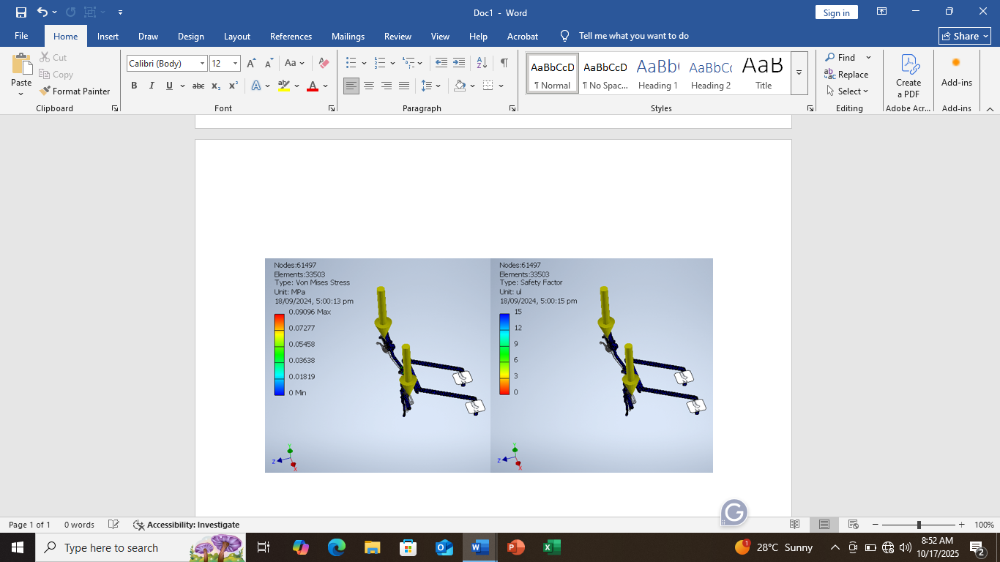 Doc1 - Word
Sign in
File Home Insert Draw Design Layout References Mailings Review View Help Acrobat Tell me what you want to do Share
Paste
Cut
Copy
Format Painter
Clipboard
Calibri (Body) 12 A A Aa A
B I U abc x₂ x² A ab A
Font
A Z ¶
Paragraph
AaBbCcD AaBbCcD AaBb( AaBbCc AaB
¶ Normal ¶ No Spac... Heading 1 Heading 2 Title
Styles
Find
Replace
Select
Editing
Create
a PDF
Adobe Acr...
Add-ins
Add-ins
Nodes:61497
Elements:33503
Type: Von Mises Stress
Unit: MPa
18/09/2024, 5:00:13 pm
0.09096 Max
0.07277
0.05458
0.03638
0.01819
0 Min
Y
Z
X
Nodes:61497
Elements:33503
Type: Safety Factor
Unit: ul
18/09/2024, 5:00:15 pm
15
12
9
6
3
0
Y
Z
X
G
Page 1 of 1 0 words Accessibility: Investigate 100%
Type here to search
1
28°C Sunny
8:52 AM
10/17/2025
2